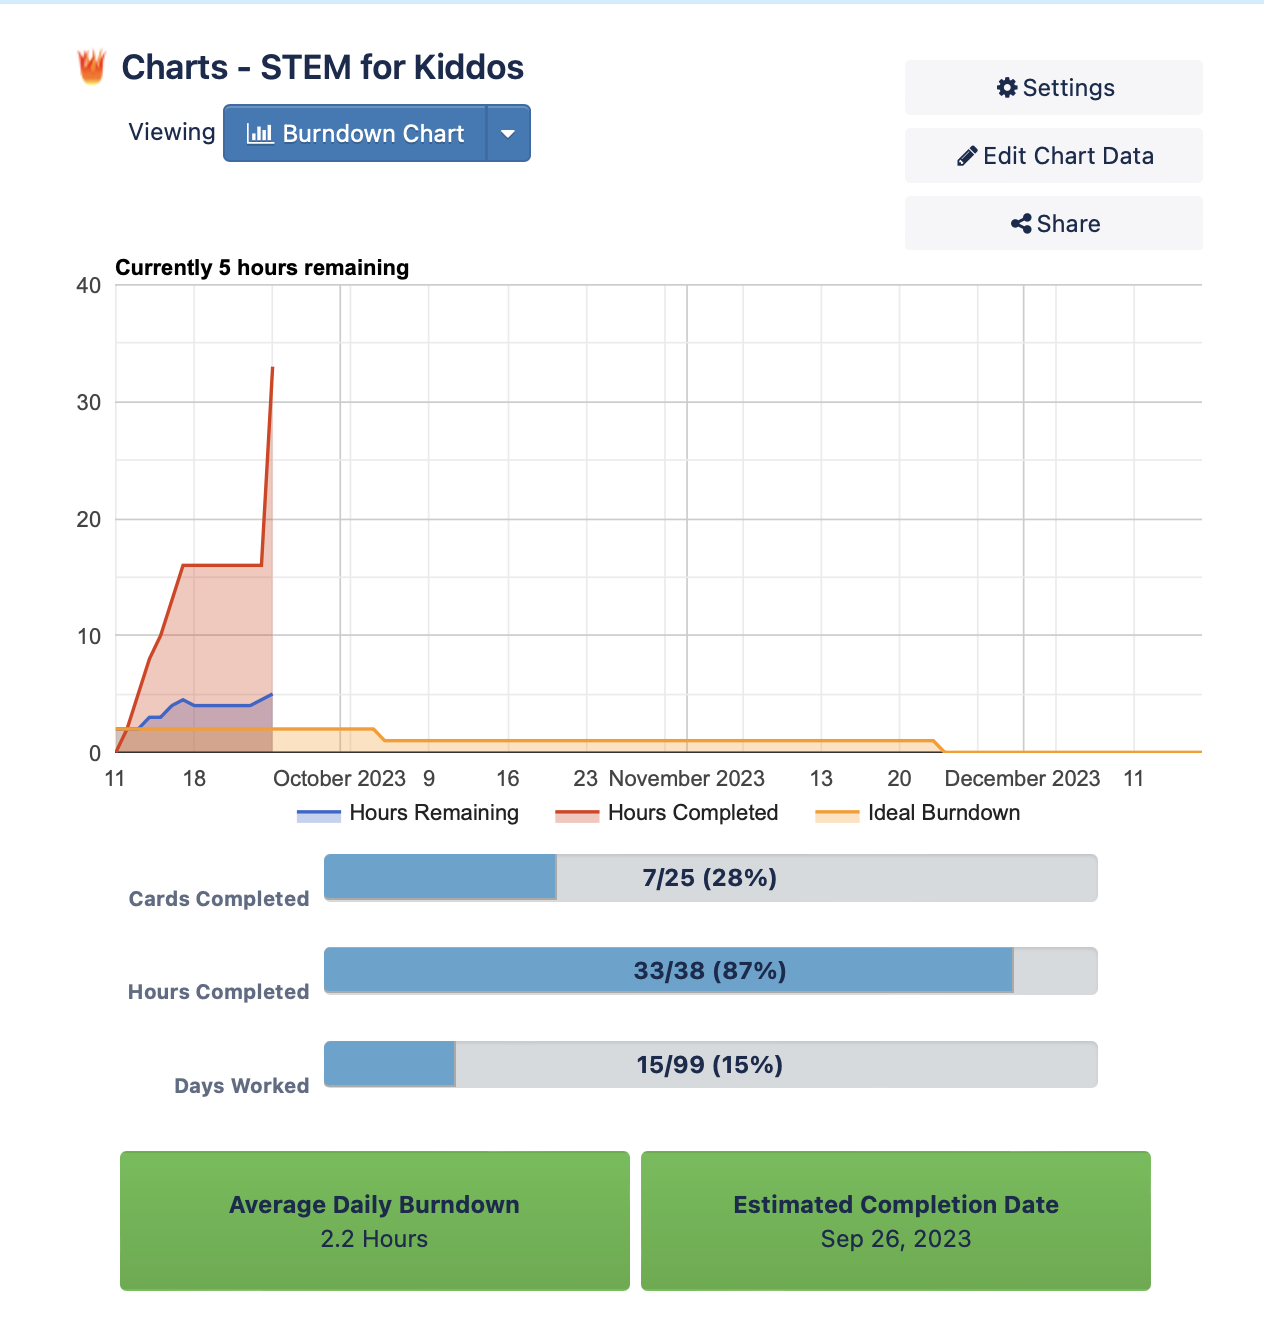 Charts - STEM for Kiddos
Viewing
Burndown Chart
Settings
Edit Chart Data
Share
Currently 5 hours remaining
40
30
20
10
0
11 18 October 2023 9 16 23 November 2023 13 20 December 2023 11
Hours Remaining Hours Completed Ideal Burndown
Cards Completed 7/25 (28%)
Hours Completed 33/38 (87%)
Days Worked 15/99 (15%)
Average Daily Burndown
2.2 Hours
Estimated Completion Date
Sep 26, 2023